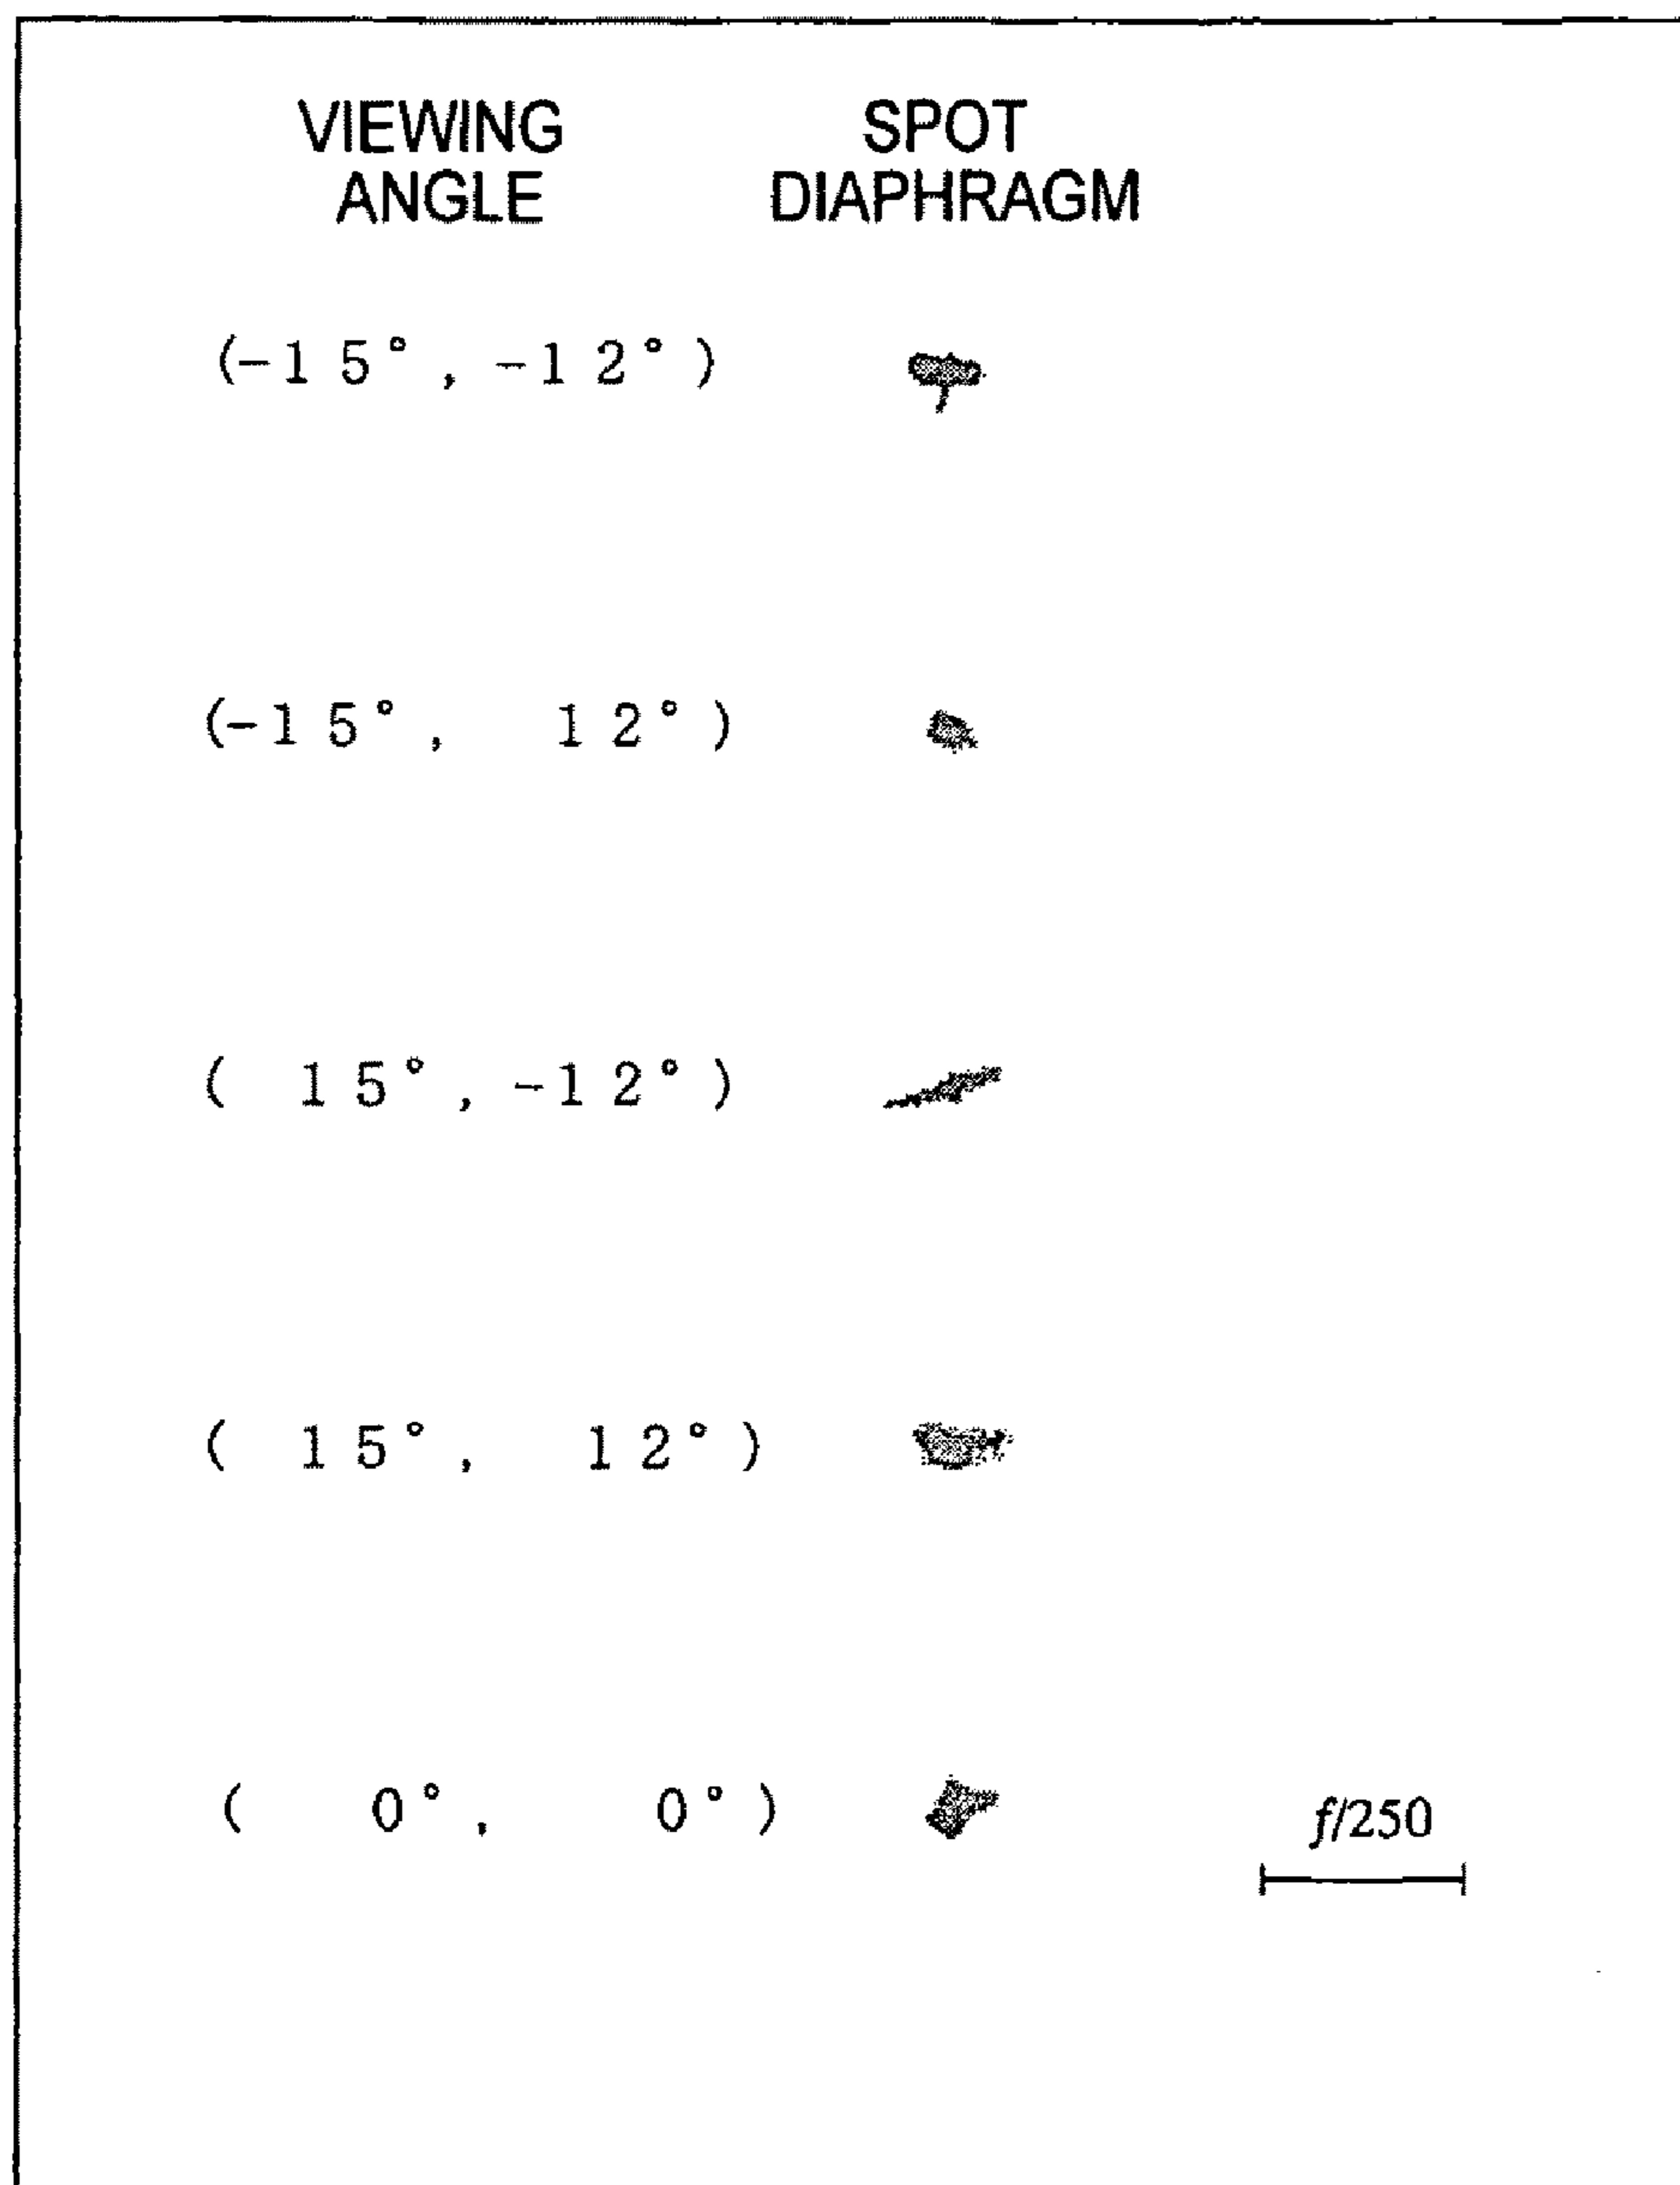 VIEWING SPOT
ANGLE DIAPHRAGM
(-15°, -12°)
(-15°, 12°)
( 15°, -12°)
( 15°, 12°)
( 0°, 0°)
f/250